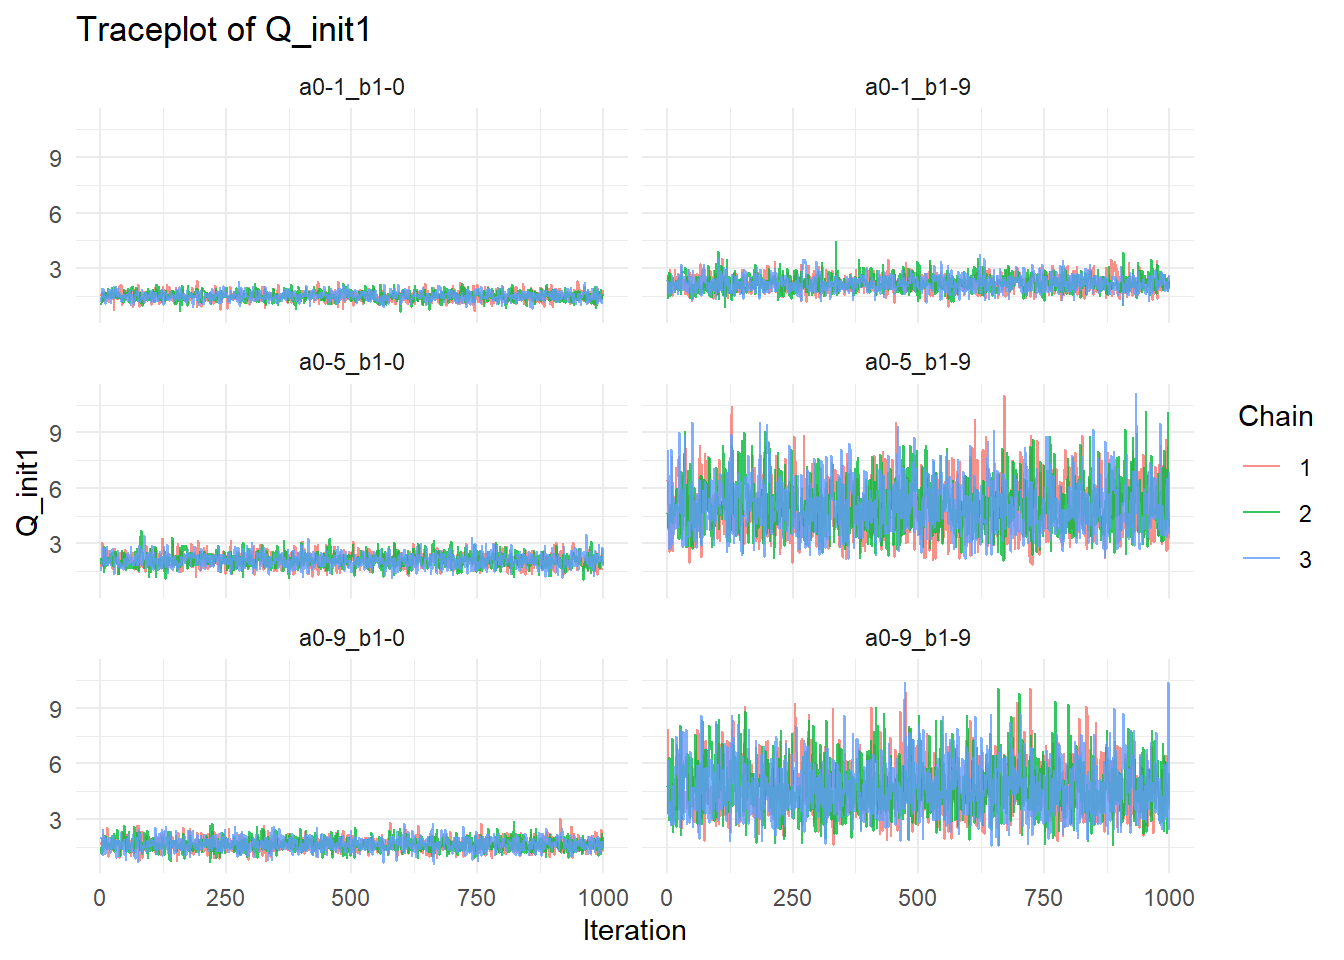 Traceplot of Q_init1
a0-1_b1-0
a0-1_b1-9
9
6
3
a0-5_b1-0
a0-5_b1-9
9
6
3
Q_init1
a0-9_b1-0
a0-9_b1-9
9
6
3
0
250
500
750
1000
0
250
500
750
1000
Iteration
Chain
1
2
3